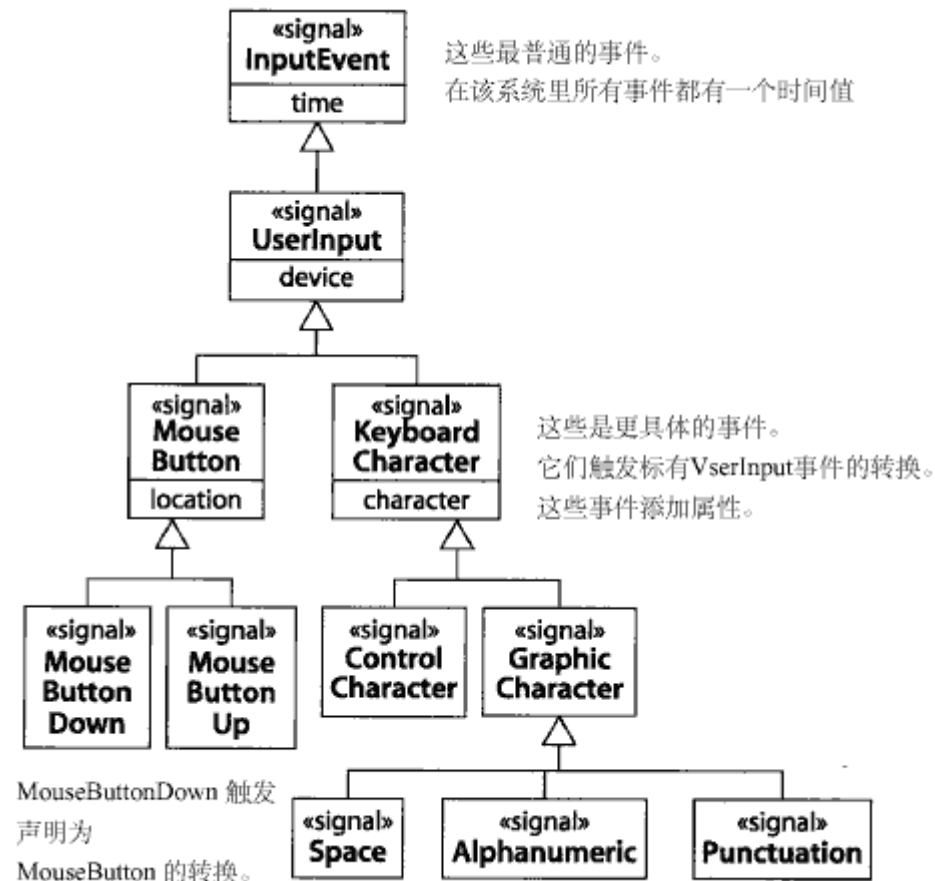 «signal»
InputEvent
time
这些最普通的事件。
在该系统里所有事件都有一个时间值
«signal»
UserInput
device
«signal»
Mouse
Button
location
«signal»
Keyboard
Character
character
这些是更具体的事件。
它们触发标有VserInput事件的转换。
这些事件添加属性。
«signal»
Mouse
Button
Down
«signal»
Mouse
Button
Up
«signal»
Control
Character
«signal»
Graphic
Character
MouseButtonDown 触发
声明为
MouseButton 的转换。
«signal»
Space
«signal»
Alphanumeric
«signal»
Punctuation